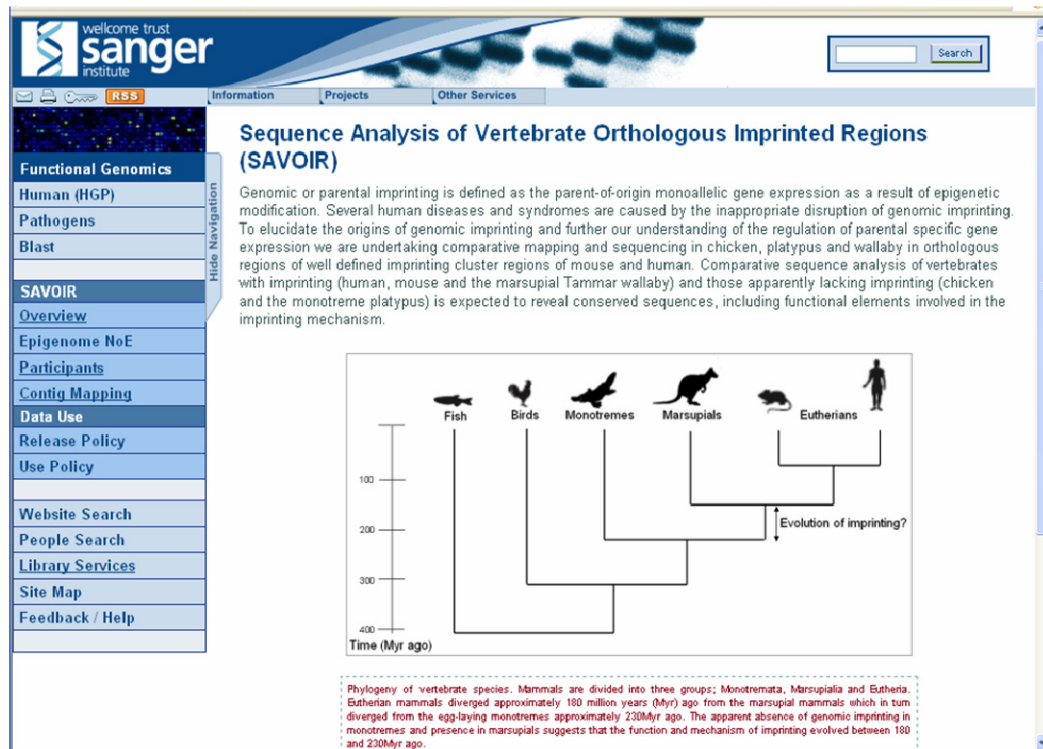 wellcome trust
sanger
institute
Search
RSS
Information
Projects
Other Services
Hide Navigation
Functional Genomics
Human (HGP)
Pathogens
Blast
SAVOIR
Overview
Epigenome NoE
Participants
Contig Mapping
Data Use
Release Policy
Use Policy
Website Search
People Search
Library Services
Site Map
Feedback / Help
Sequence Analysis of Vertebrate Orthologous Imprinted Regions
(SAVOIR)
Genomic or parental imprinting is defined as the parent-of-origin monoallelic gene expression as a result of epigenetic
modification. Several human diseases and syndromes are caused by the inappropriate disruption of genomic imprinting.
To elucidate the origins of genomic imprinting and further our understanding of the regulation of parental specific gene
expression we are undertaking comparative mapping and sequencing in chicken, platypus and wallaby in orthologous
regions of well defined imprinting cluster regions of mouse and human. Comparative sequence analysis of vertebrates
with imprinting (human, mouse and the marsupial Tammar wallaby) and those apparently lacking imprinting (chicken
and the monotreme platypus) is expected to reveal conserved sequences, including functional elements involved in the
imprinting mechanism.
Fish
Birds
Monotremes
Marsupials
Eutherians
100
200
300
400
Evolution of imprinting?
Time (Myr ago)
Phylogeny of vertebrate species. Mammals are divided into three groups; Monotremata, Marsupialia and Eutheria.
Eutherian mammals diverged approximately 180 million years (Myr) ago from the marsupial mammals which in turn
diverged from the egg-laying monotremes approximately 230Myr ago. The apparent absence of genomic imprinting in
monotremes and presence in marsupials suggests that the function and mechanism of imprinting evolved between 180
and 230Myr ago.